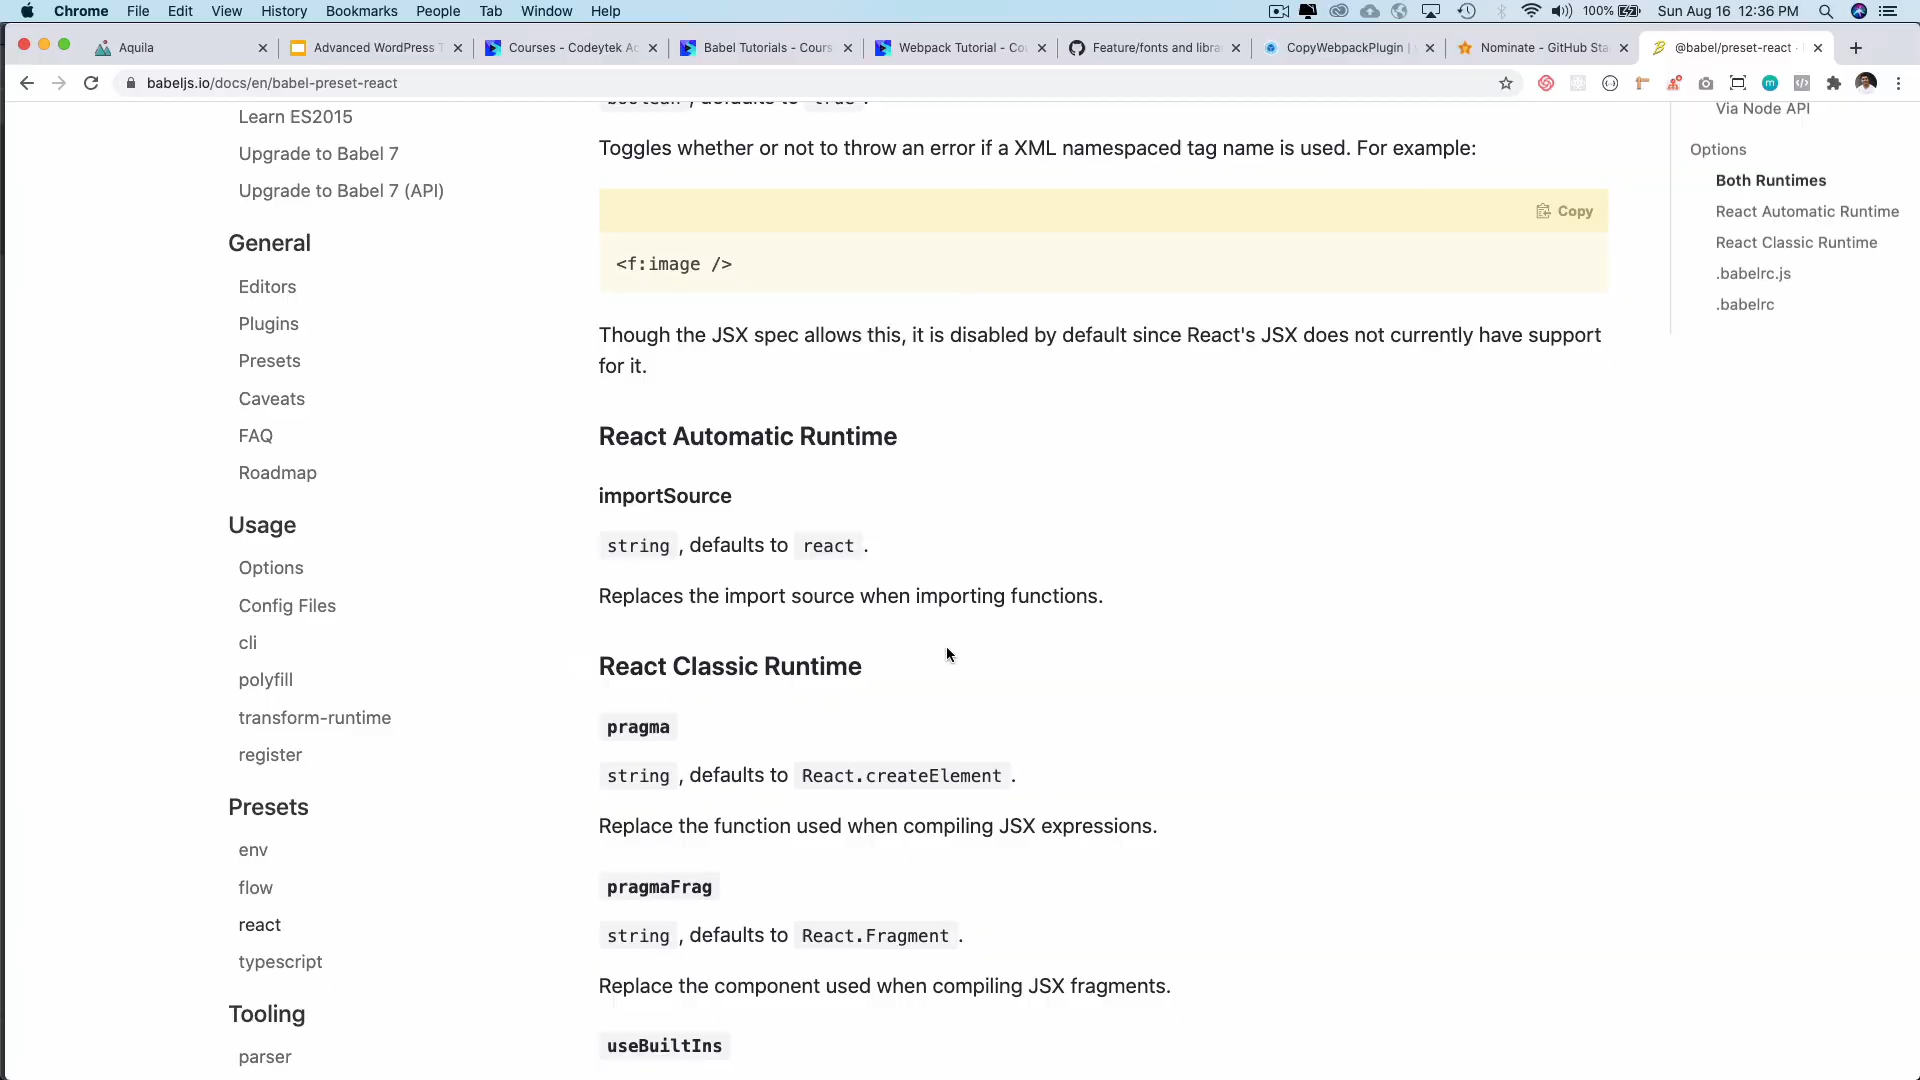 Chrome File Edit View History Bookmarks People Tab Window Help 100% Sun Aug 16 12:36 PM
Aquila
Advanced WordPress T
Courses - Codeytek Ac
Babel Tutorials - Cours
Webpack Tutorial - Co
Feature/fonts and libra
CopyWebpackPlugin |
Nominate - GitHub Sta
@babel/preset-react ·
babeljs.io/docs/en/babel-preset-react
Learn ES2015
Upgrade to Babel 7
Upgrade to Babel 7 (API)
General
Editors
Plugins
Presets
Caveats
FAQ
Roadmap
Usage
Options
Config Files
cli
polyfill
transform-runtime
register
Presets
env
flow
react
typescript
Tooling
parser
boolean, defaults to true.
Toggles whether or not to throw an error if a XML namespaced tag name is used. For example:
Copy
<f:image />
Though the JSX spec allows this, it is disabled by default since React's JSX does not currently have support
for it.
React Automatic Runtime
importSource
string, defaults to react.
Replaces the import source when importing functions.
React Classic Runtime
pragma
string, defaults to React.createElement.
Replace the function used when compiling JSX expressions.
pragmaFrag
string, defaults to React.Fragment.
Replace the component used when compiling JSX fragments.
useBuiltIns
Via Node API
Options
Both Runtimes
React Automatic Runtime
React Classic Runtime
.babelrc.js
.babelrc